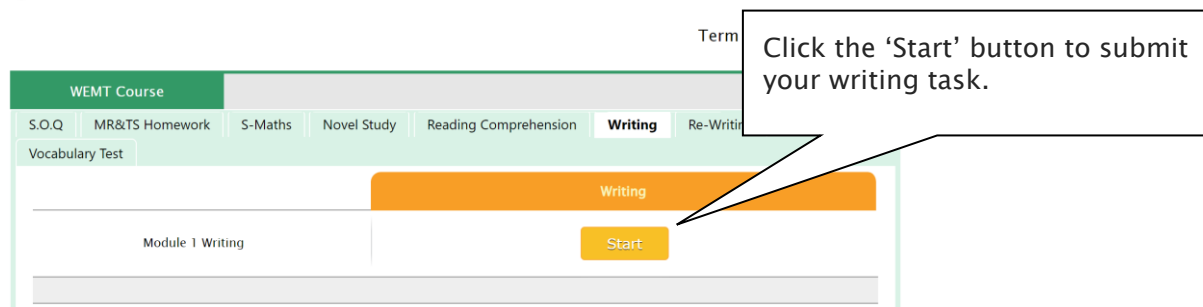 Term
Click the ‘Start’ button to submit
your writing task.
WEMT Course
S.O.Q MR&TS Homework S-Maths Novel Study Reading Comprehension Writing
Vocabulary Test
Writing
Module 1 Writing
Start